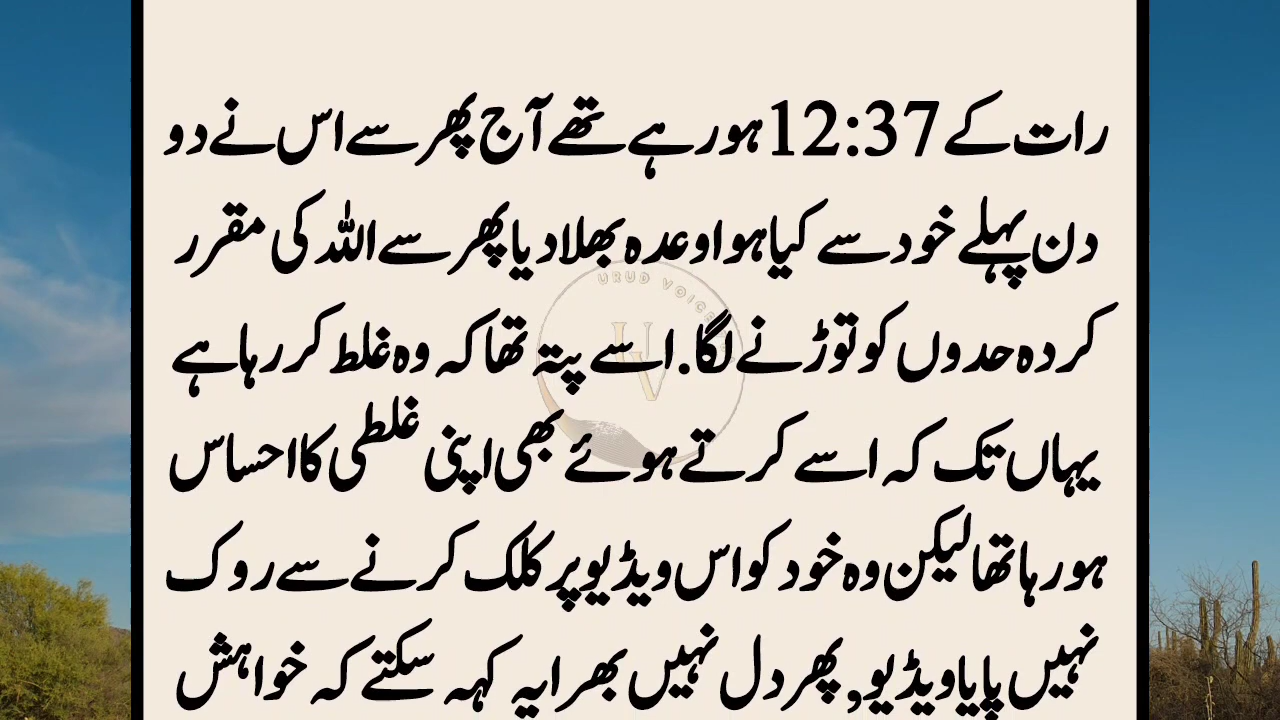 رات کے 12:37 ہو رہے تھے آج پھر سے اس نے دو
دن پہلے خود سے کیا ہوا وعدہ بھلا دیا پھر سے اللہ کی مقرر
کردہ حدوں کو توڑنے لگا. اسے پتہ تھا کہ وہ غلط کر رہا ہے
یہاں تک کہ اسے کرتے ہوئے بھی اپنی غلطی کا احساس
ہو رہا تھا لیکن وہ خود کو اس ویڈیو پر کلک کرنے سے روک
نہیں پایا ویڈیو, پھر دل نہیں بھرا یہ کہہ سکتے کہ خواہش
URUD VOICE